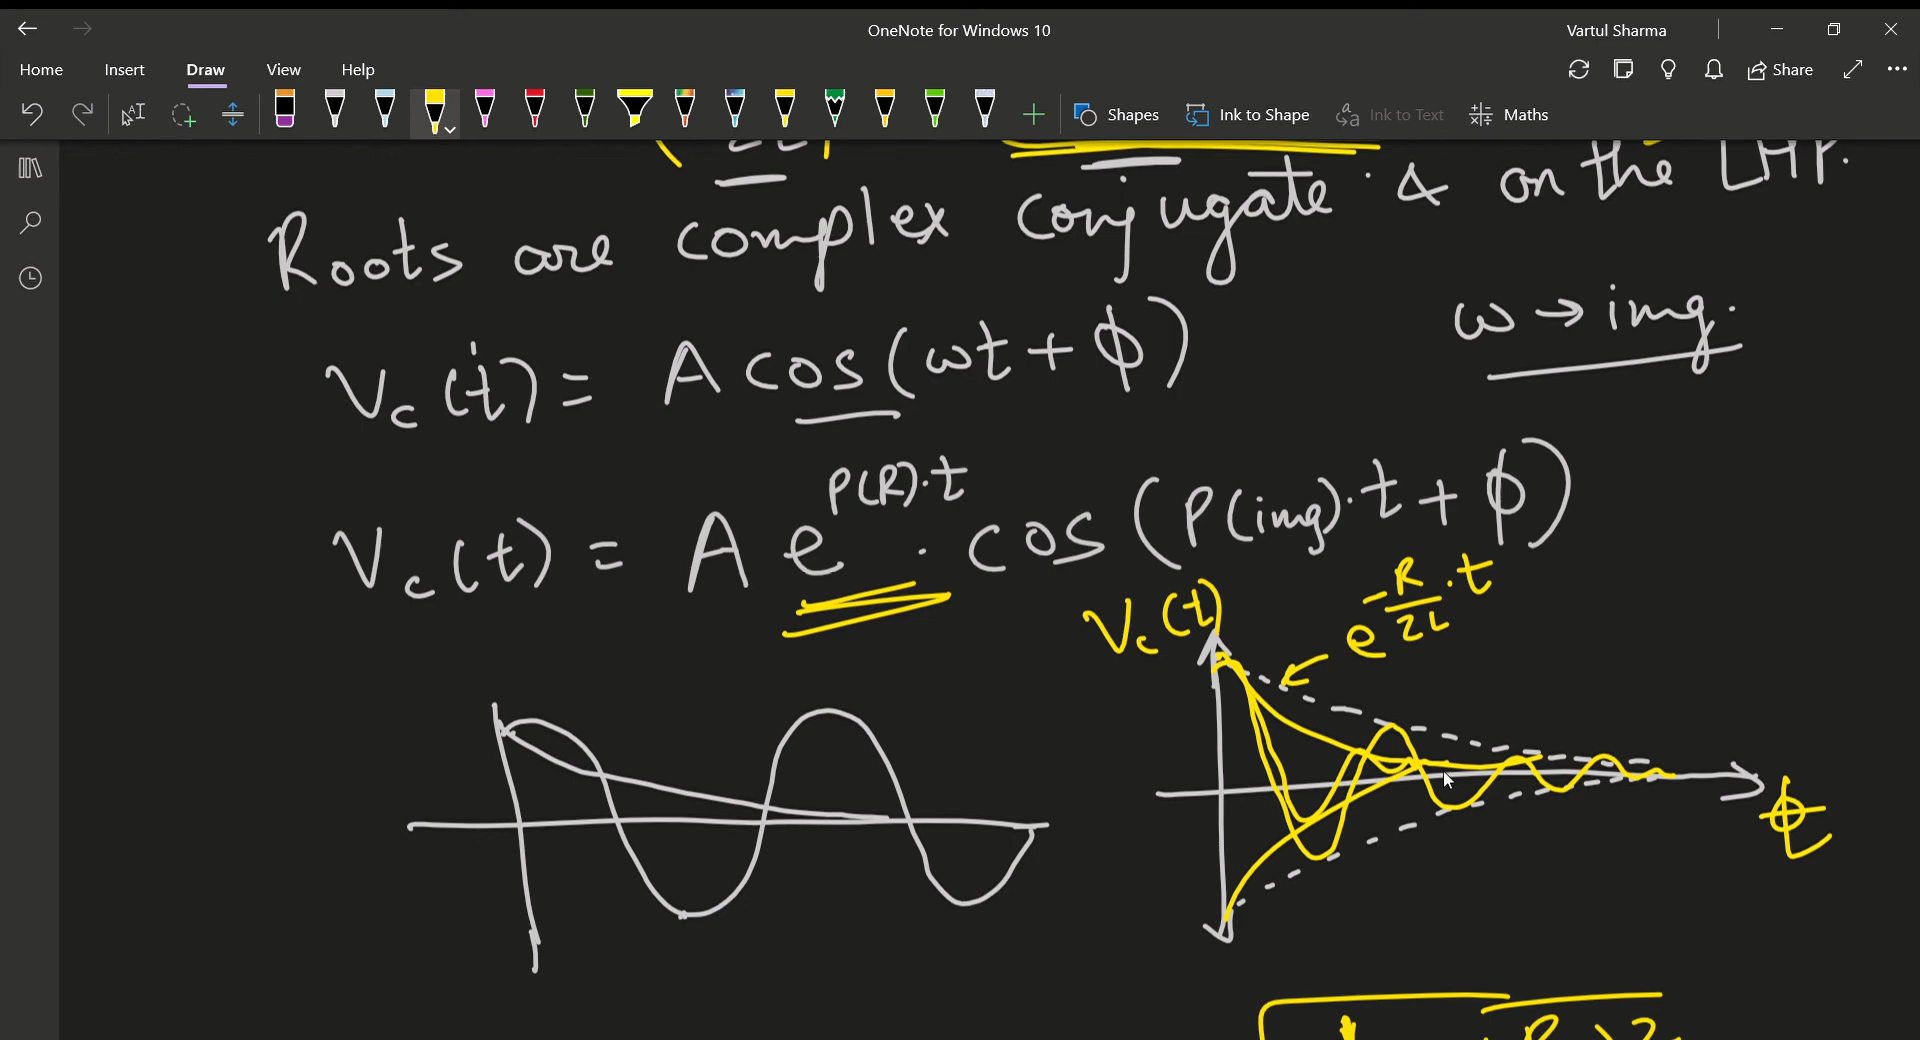 OneNote for Windows 10
Vartul Sharma
Home Insert Draw View Help
Share
Shapes Ink to Shape Ink to Text Maths
2L
Roots are complex conjugate & on the LHP.
ω → img.
Vc(t) = A cos(ωt + ϕ)
Vc(t) = A e^P(R)·t · cos(P(img)·t + ϕ)
Vc(t)
e^-R/2L·t
t